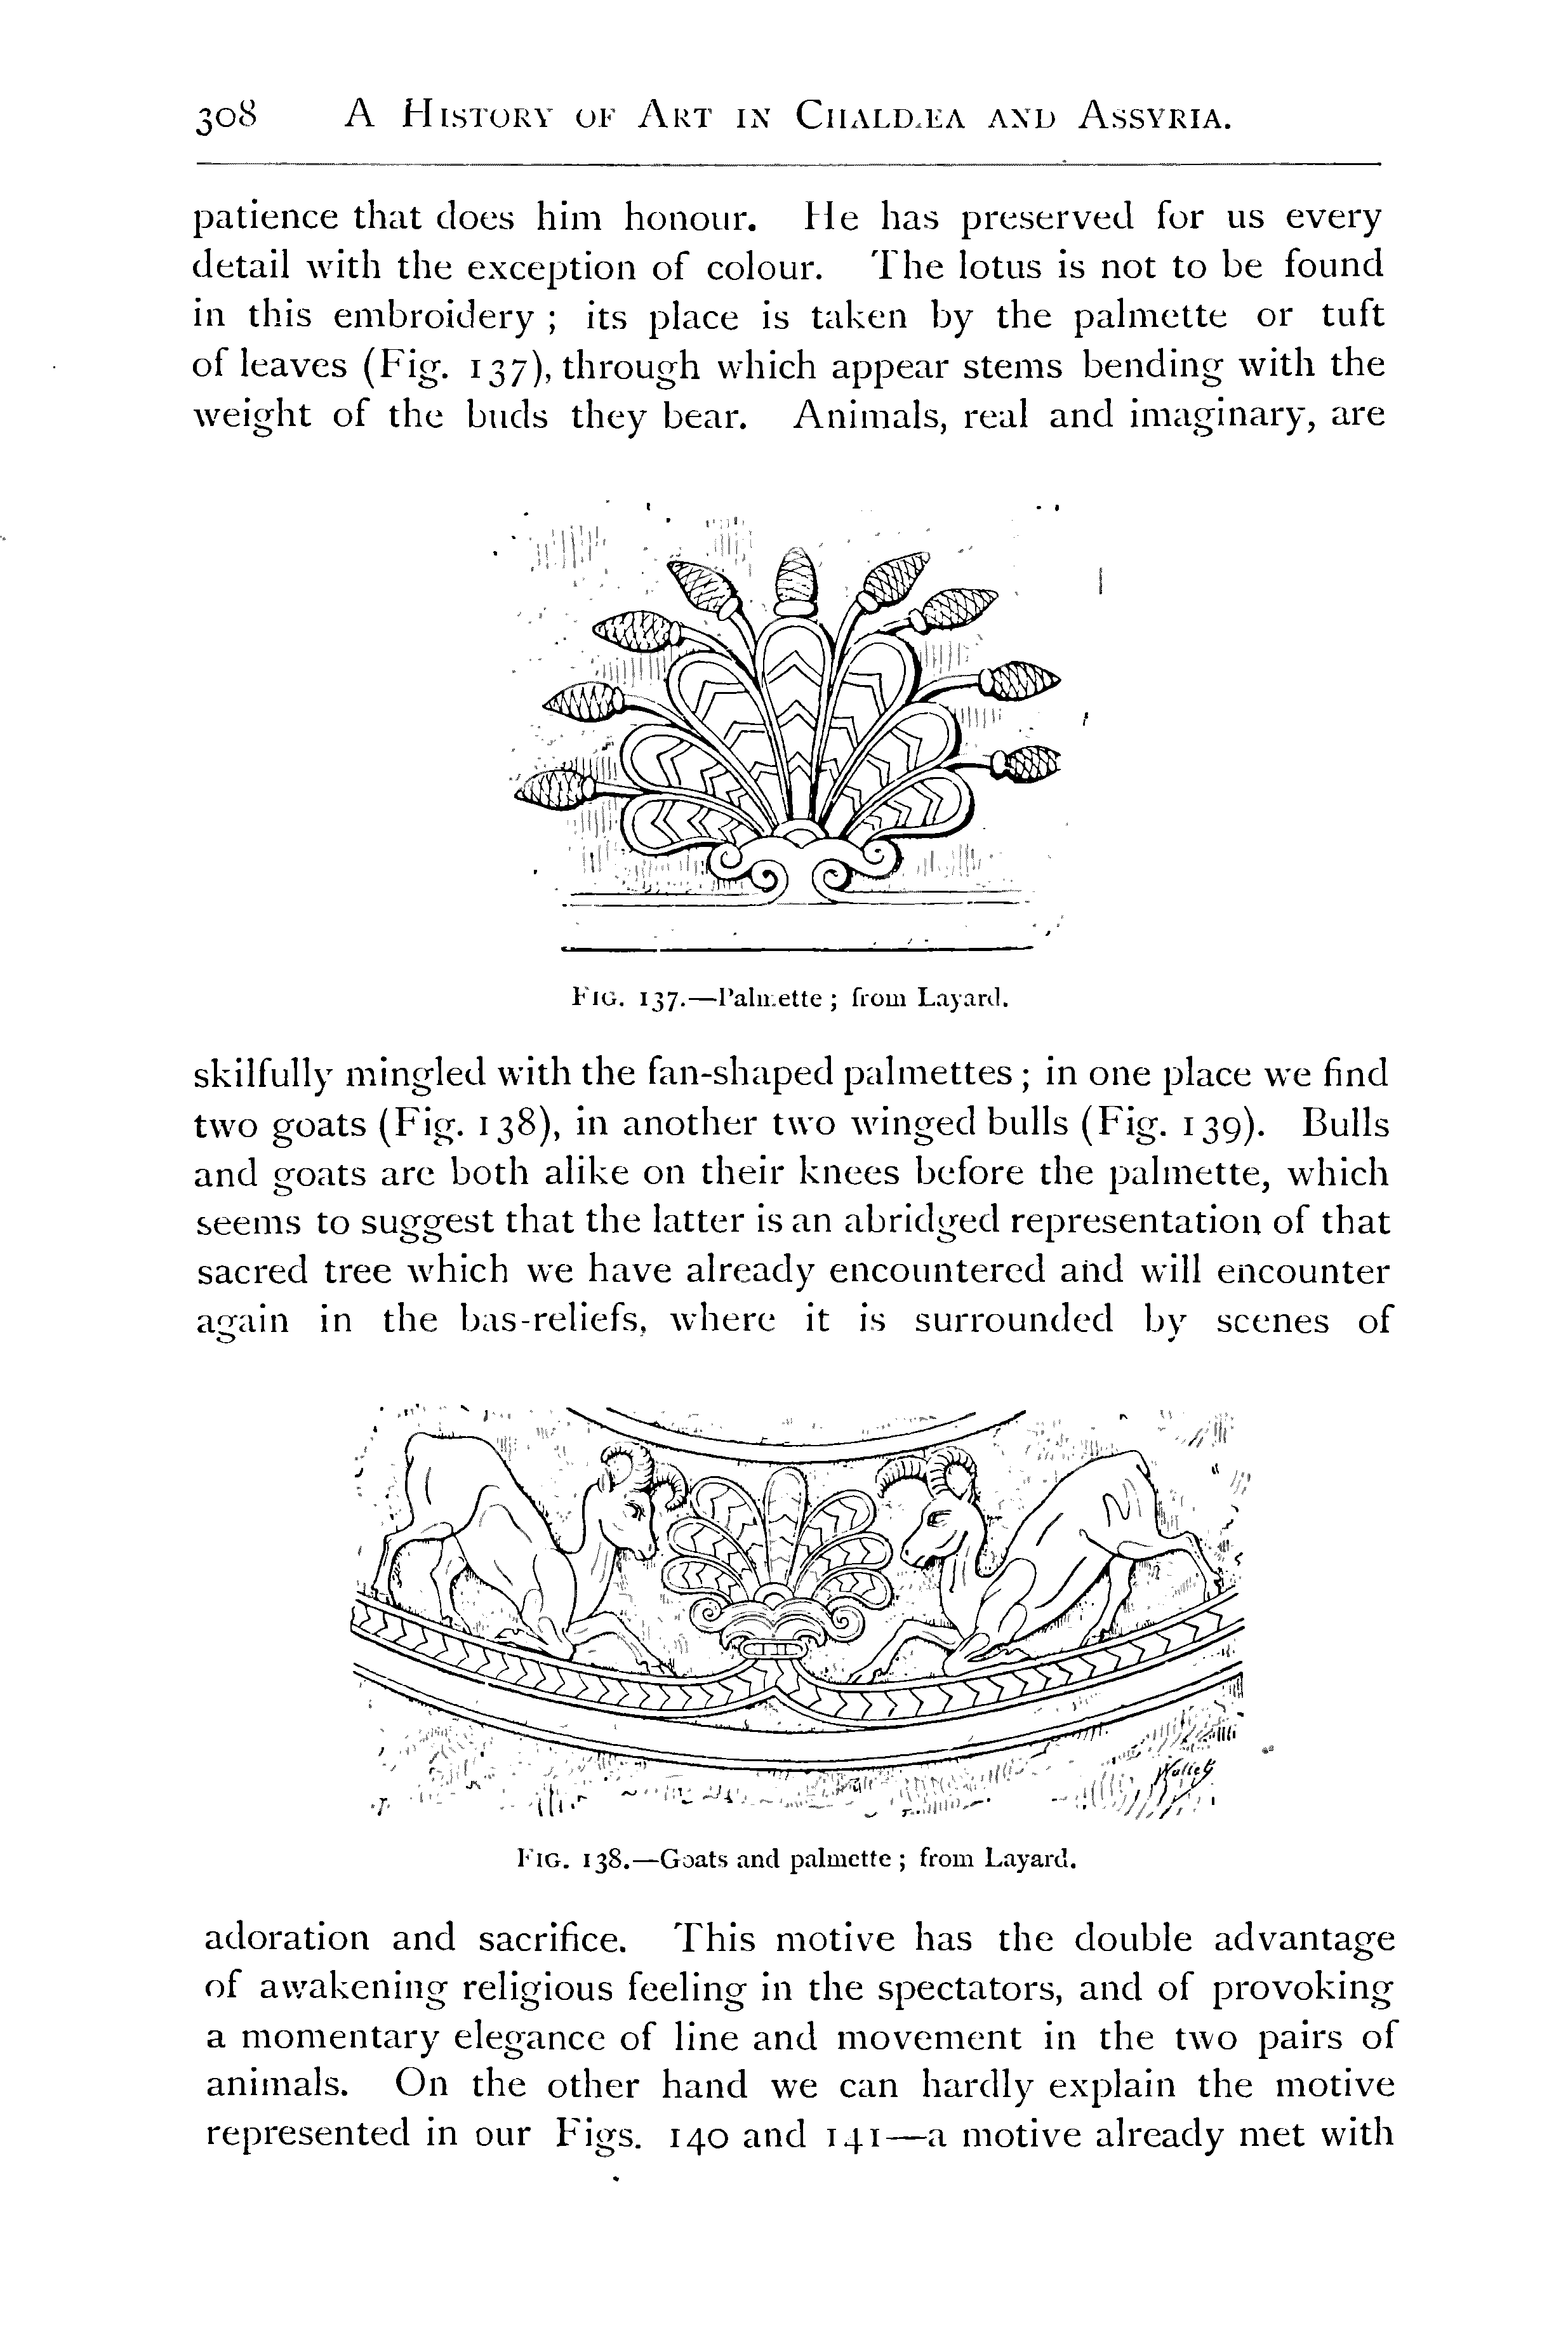 308 A History of Art in Chaldæa and Assyria.
patience that does him honour. He has preserved for us every
detail with the exception of colour. The lotus is not to be found
in this embroidery ; its place is taken by the palmette or tuft
of leaves (Fig. 137), through which appear stems bending with the
weight of the buds they bear. Animals, real and imaginary, are
Fig. 137.—Palmette ; from Layard.
skilfully mingled with the fan-shaped palmettes ; in one place we find
two goats (Fig. 138), in another two winged bulls (Fig. 139). Bulls
and goats are both alike on their knees before the palmette, which
seems to suggest that the latter is an abridged representation of that
sacred tree which we have already encountered and will encounter
again in the bas-reliefs, where it is surrounded by scenes of
Fig. 138.—Goats and palmette ; from Layard.
adoration and sacrifice. This motive has the double advantage
of awakening religious feeling in the spectators, and of provoking
a momentary elegance of line and movement in the two pairs of
animals. On the other hand we can hardly explain the motive
represented in our Figs. 140 and 141—a motive already met with